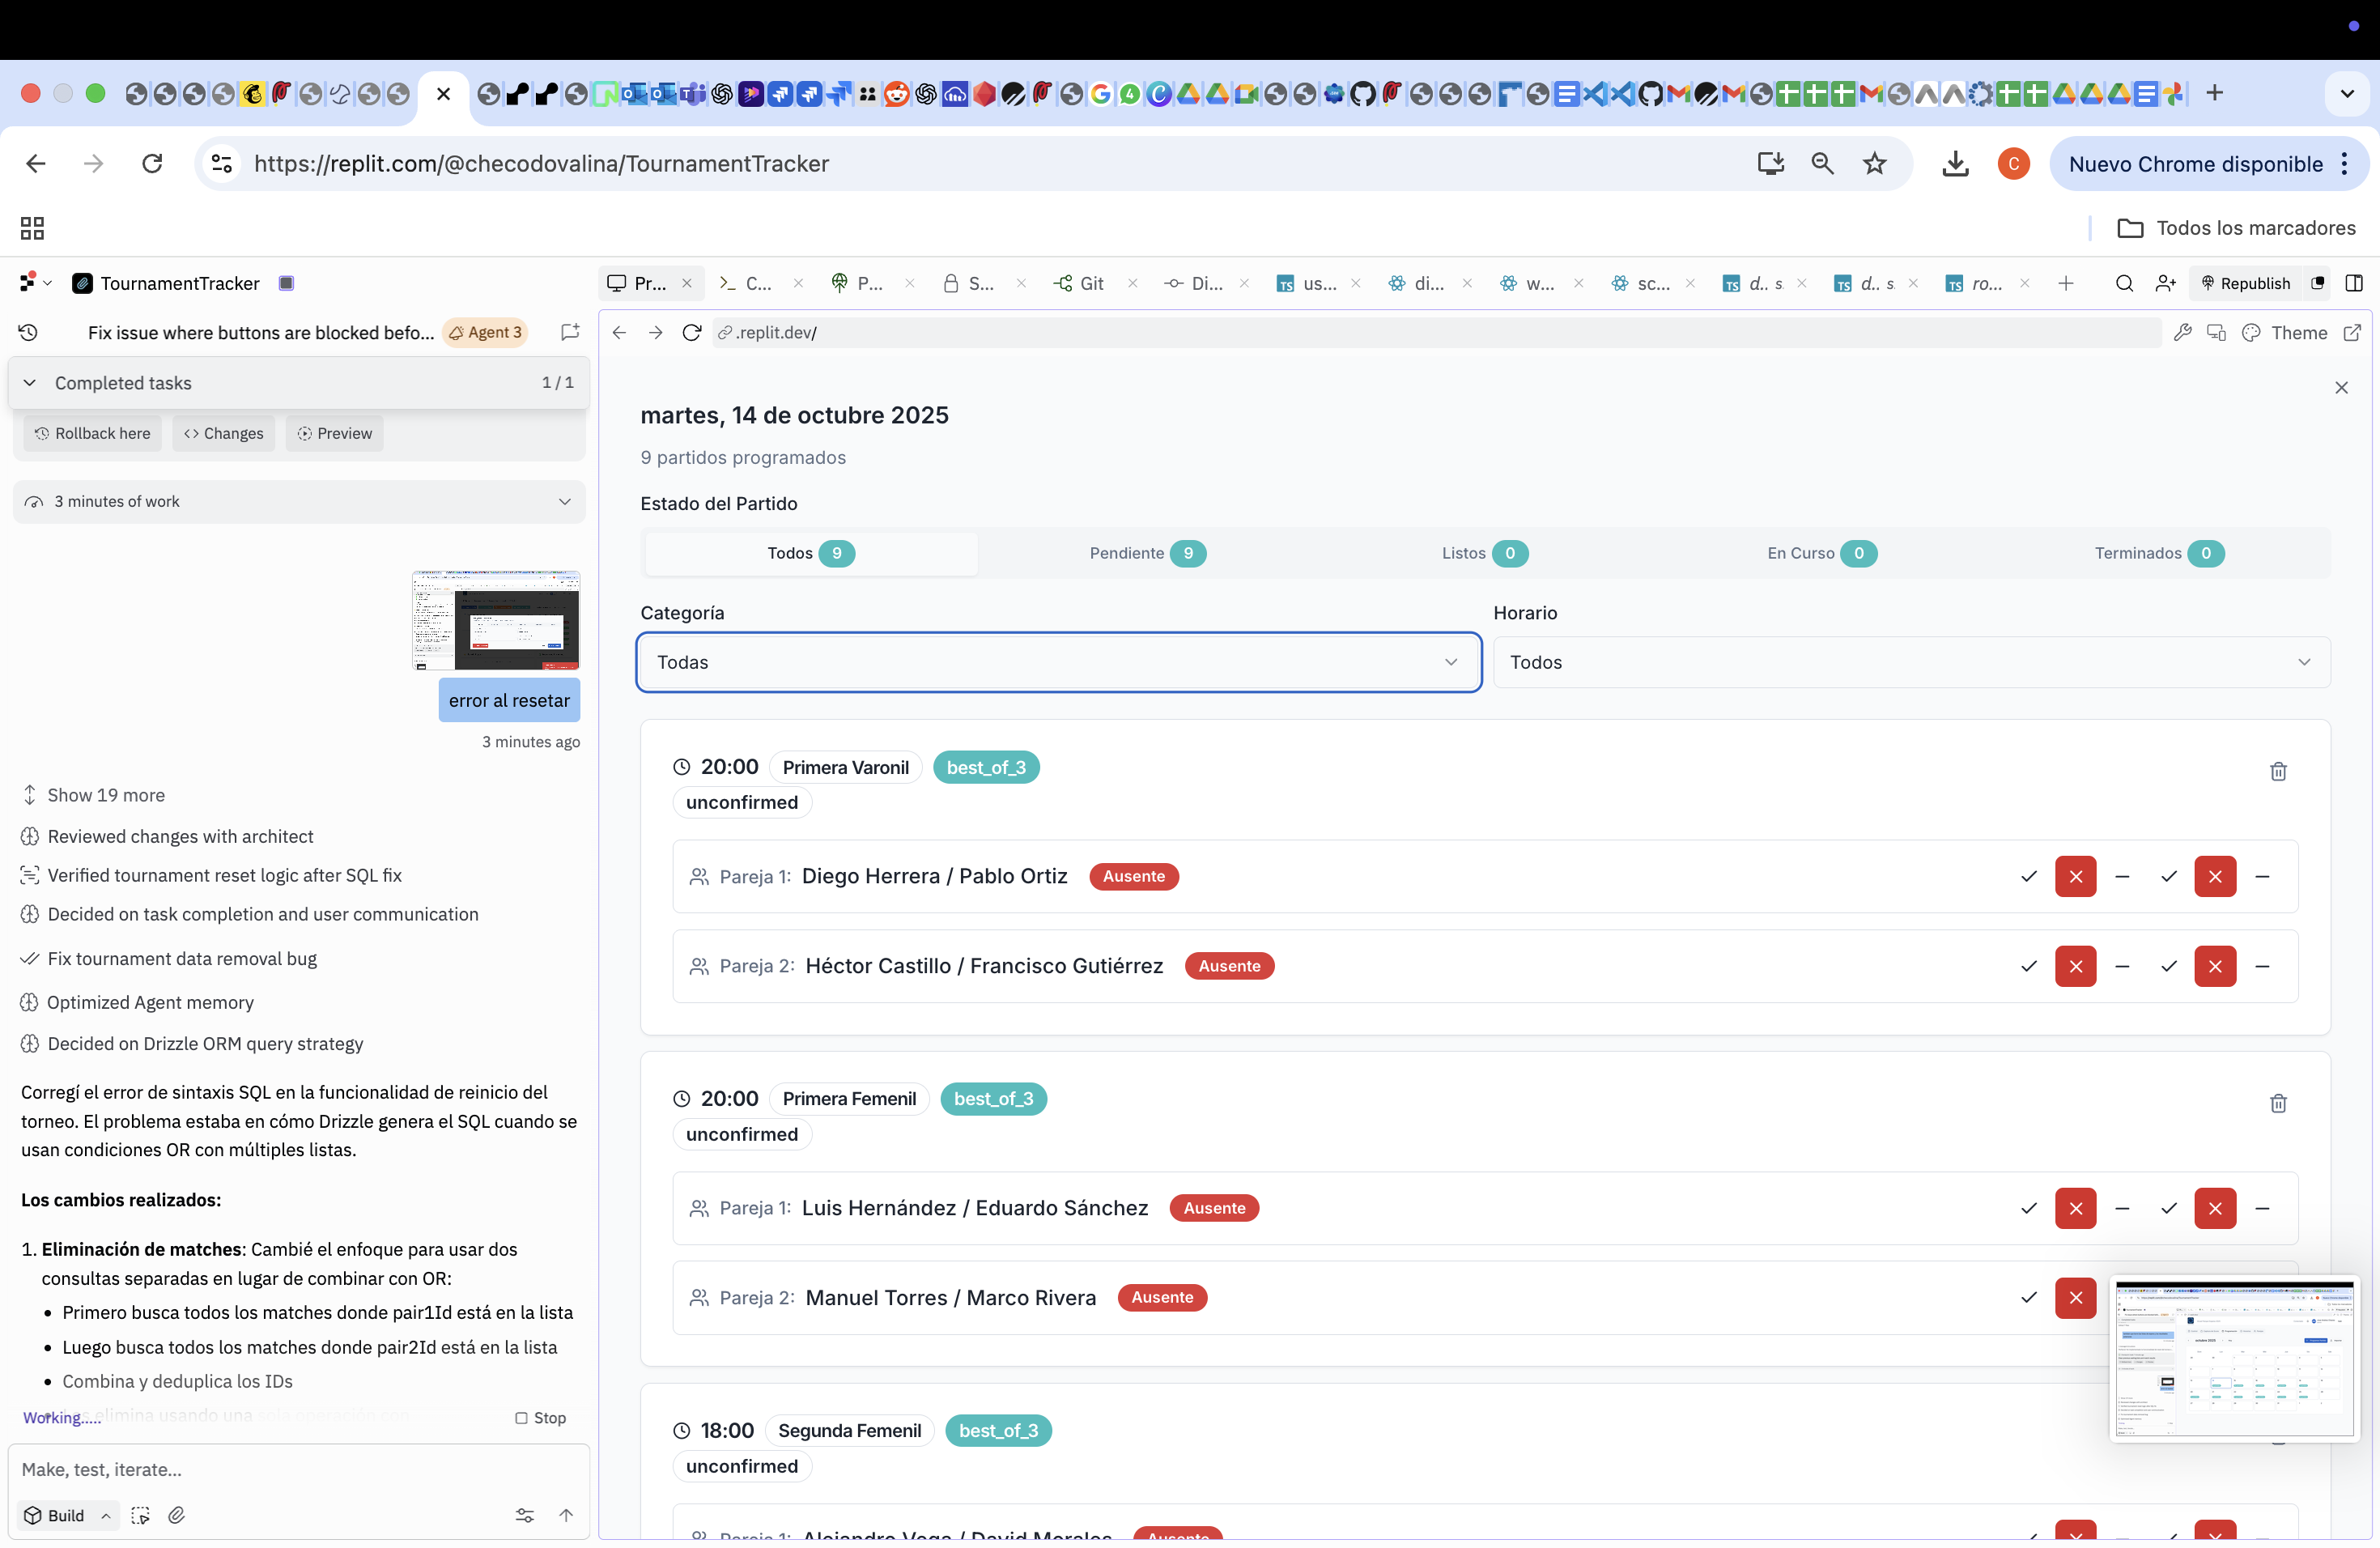 https://replit.com/@checodovalina/TournamentTracker
C
Nuevo Chrome disponible
Todos los marcadores
TournamentTracker
Pr...
C...
P...
S...
Git
Di...
us...
di...
w...
sc...
d.. s
d.. s
ro...
Republish
Fix issue where buttons are blocked befo...
Agent 3
.replit.dev/
Theme
Completed tasks
1 / 1
Rollback here
Changes
Preview
3 minutes of work
error al resetar
3 minutes ago
Show 19 more
Reviewed changes with architect
Verified tournament reset logic after SQL fix
Decided on task completion and user communication
Fix tournament data removal bug
Optimized Agent memory
Decided on Drizzle ORM query strategy
Corregí el error de sintaxis SQL en la funcionalidad de reinicio del
torneo. El problema estaba en cómo Drizzle genera el SQL cuando se
usan condiciones OR con múltiples listas.
Los cambios realizados:
1. Eliminación de matches: Cambié el enfoque para usar dos
consultas separadas en lugar de combinar con OR:
Primero busca todos los matches donde pair1Id está en la lista
Luego busca todos los matches donde pair2Id está en la lista
Combina y deduplica los IDs
Working.....
Stop
Make, test, iterate...
Build
martes, 14 de octubre 2025
9 partidos programados
Estado del Partido
Todos 9
Pendiente 9
Listos 0
En Curso 0
Terminados 0
Categoría
Horario
Todas
Todos
20:00 Primera Varonil best_of_3
unconfirmed
Pareja 1: Diego Herrera / Pablo Ortiz Ausente
Pareja 2: Héctor Castillo / Francisco Gutiérrez Ausente
20:00 Primera Femenil best_of_3
unconfirmed
Pareja 1: Luis Hernández / Eduardo Sánchez Ausente
Pareja 2: Manuel Torres / Marco Rivera Ausente
18:00 Segunda Femenil best_of_3
unconfirmed
Pareja 1: Alejandro Vega / David Morales Ausente